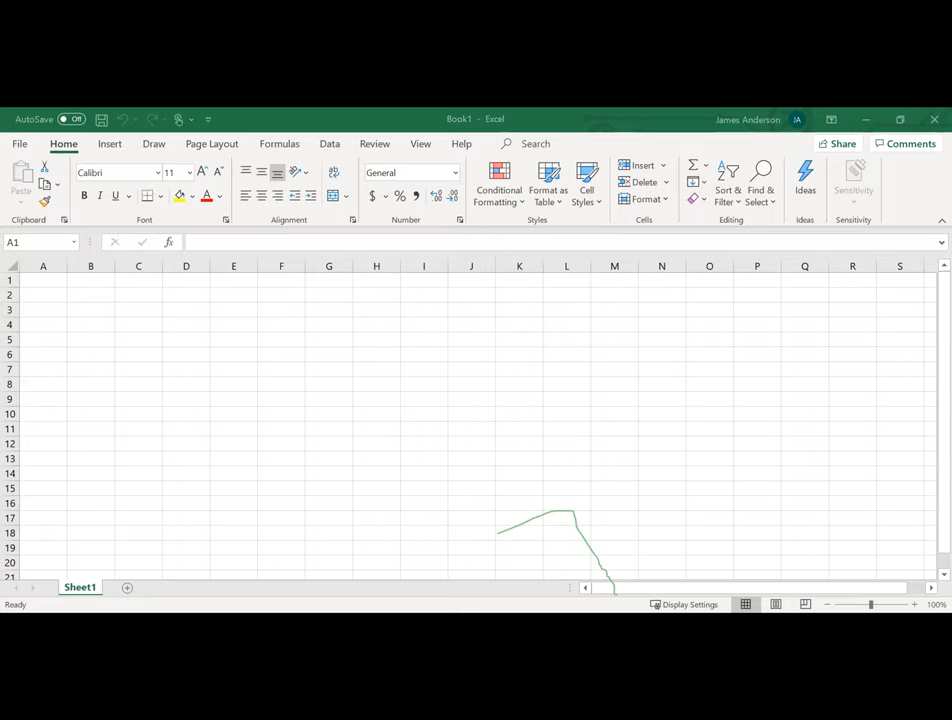 AutoSave Off Book1 - Excel James Anderson JA
File Home Insert Draw Page Layout Formulas Data Review View Help Search Share Comments
Paste Calibri 11 A A ab General Conditional Formatting Format as Table Cell Styles Insert Delete Format Sort & Filter Find & Select Ideas Sensitivity
B I U A $ % 9 .00
Clipboard Font Alignment Number Styles Cells Editing Ideas Sensitivity
A1 fx
A B C D E F G H I J K L M N O P Q R S
1
2
3
4
5
6
7
8
9
10
11
12
13
14
15
16
17
18
19
20
21
Sheet1
Ready Display Settings 100%